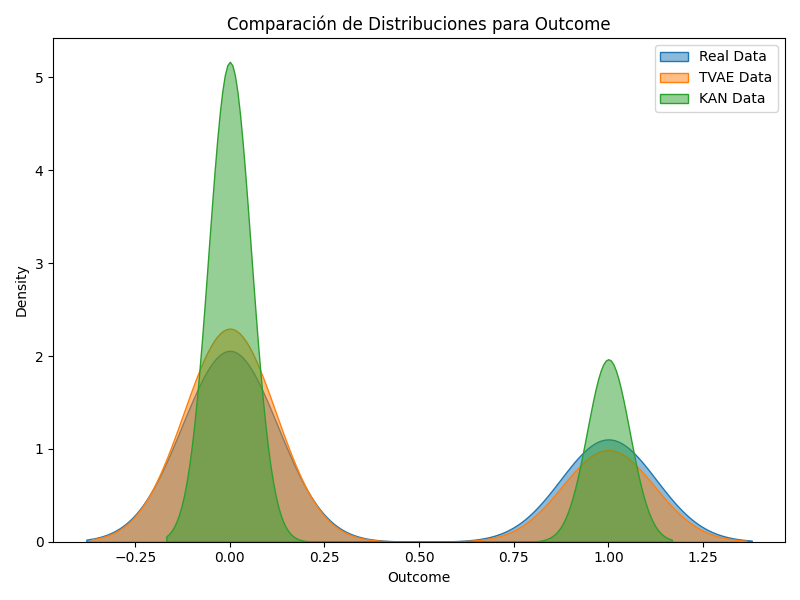 Comparación de Distribuciones para Outcome
Real Data
TVAE Data
KAN Data
Density
5
4
3
2
1
0
−0.25
0.00
0.25
0.50
0.75
1.00
1.25
Outcome